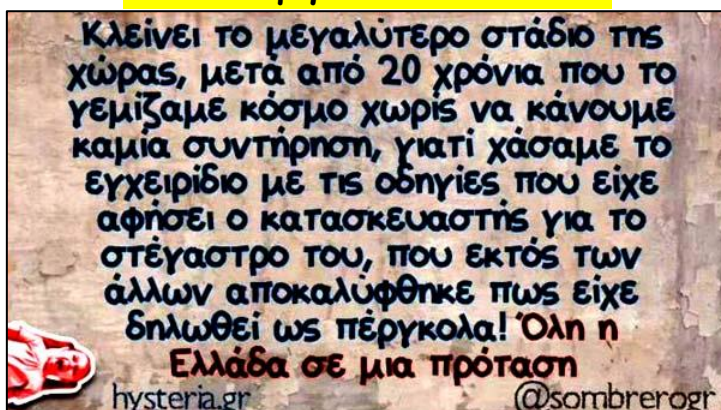 Κλείνει το μεγαλύτερο στάδιο της
χώρας, μετά από 20 χρόνια που το
γεμίζαμε κόσμο χωρίς να κάνουμε
καμία συντήρηση, γιατί χάσαμε το
εγχειρίδιο με τις οδηγίες που είχε
αφήσει ο κατασκευαστής για το
στέγαστρο του, που εκτός των
άλλων αποκαλύφθηκε πως είχε
δηλωθεί ως πέργκολα! Όλη η
Ελλάδα σε μια πρόταση
hysteria.gr @sombrerogr